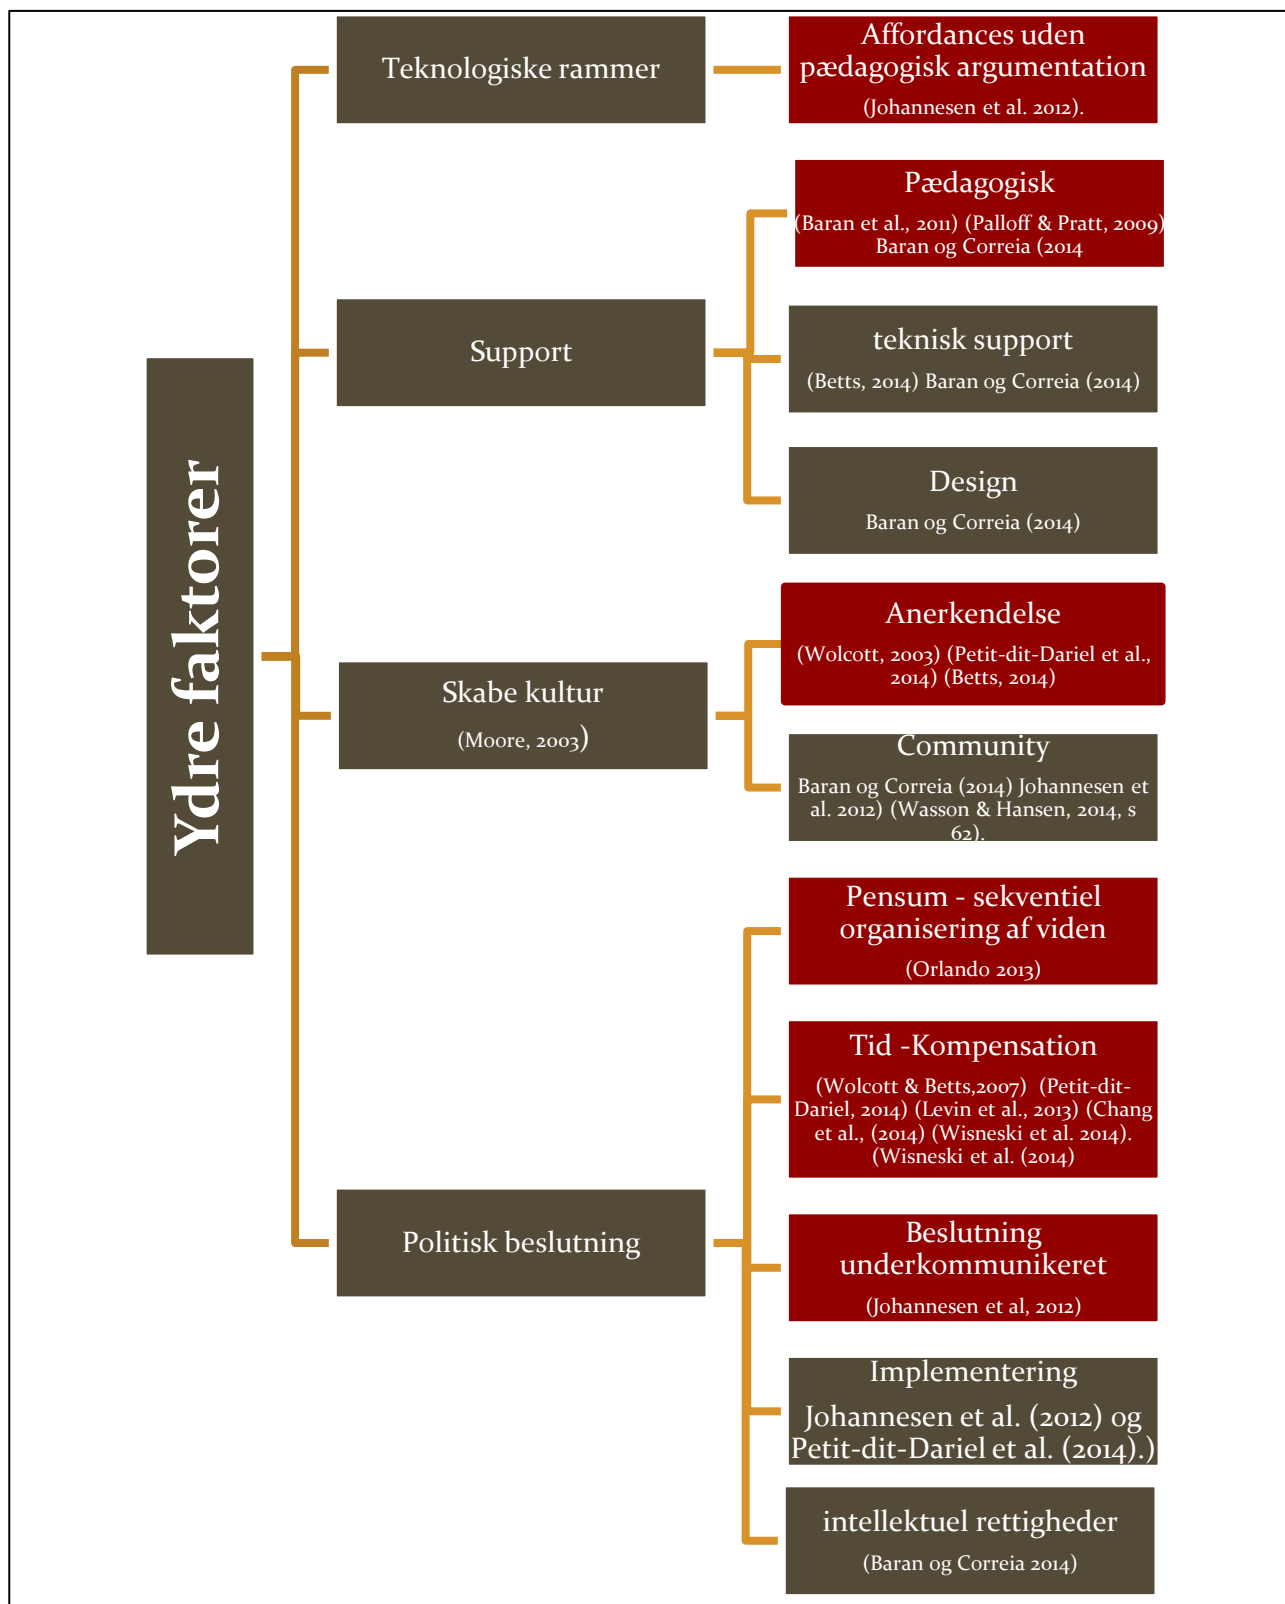 Ydre faktorer
Teknologiske rammer
Affordances uden
pædagogisk argumentation
(Johannesen et al. 2012).
Support
Pædagogisk
(Baran et al., 2011) (Palloff & Pratt, 2009)
Baran og Correia (2014
teknisk support
(Betts, 2014) Baran og Correia (2014)
Design
Baran og Correia (2014)
Skabe kultur
(Moore, 2003)
Anerkendelse
(Wolcott, 2003) (Petit-dit-Dariel et al.,
2014) (Betts, 2014)
Community
Baran og Correia (2014) Johannesen et
al. 2012) (Wasson & Hansen, 2014, s
62).
Politisk beslutning
Pensum - sekventiel
organisering af viden
(Orlando 2013)
Tid -Kompensation
(Wolcott & Betts,2007)  (Petit-dit-
Dariel, 2014) (Levin et al., 2013) (Chang
et al., (2014) (Wisneski et al. 2014).
(Wisneski et al. (2014
Beslutning
underkommunikeret
(Johannesen et al, 2012)
Implementering
Johannesen et al. (2012) og
Petit-dit-Dariel et al. (2014).)
intellektuel rettigheder
(Baran og Correia 2014)